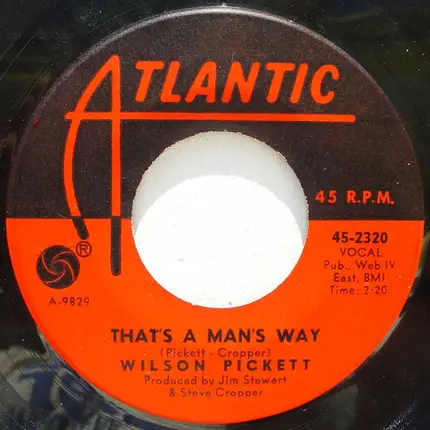 ATLANTIC
45 R.P.M.
®
A-9829
45-2320
VOCAL
Pub., Web IV
East, BMI
Time: 2:20
THAT'S A MAN'S WAY
(Pickett - Cropper)
WILSON PICKETT
Produced by Jim Stewart
& Steve Cropper